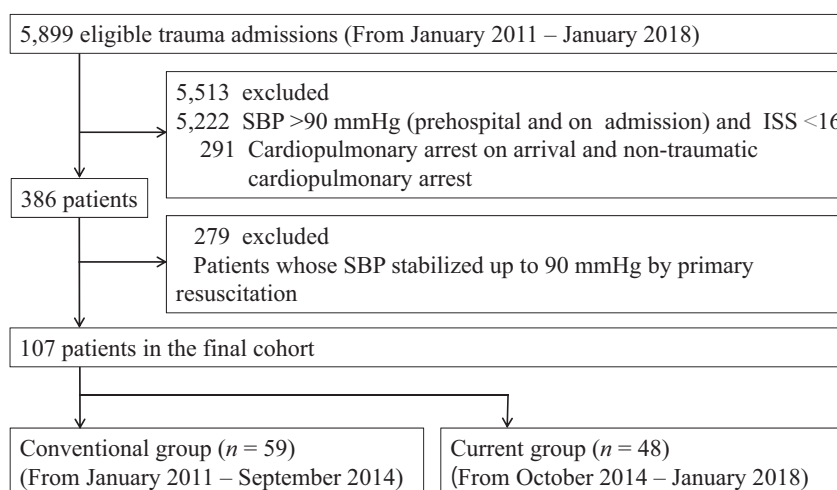 5,899 eligible trauma admissions (From January 2011 – January 2018)
5,513 excluded
5,222 SBP >90 mmHg (prehospital and on admission) and ISS <16
291 Cardiopulmonary arrest on arrival and non-traumatic
cardiopulmonary arrest
386 patients
279 excluded
Patients whose SBP stabilized up to 90 mmHg by primary
resuscitation
107 patients in the final cohort
Conventional group (n = 59)
(From January 2011 – September 2014)
Current group (n = 48)
(From October 2014 – January 2018)